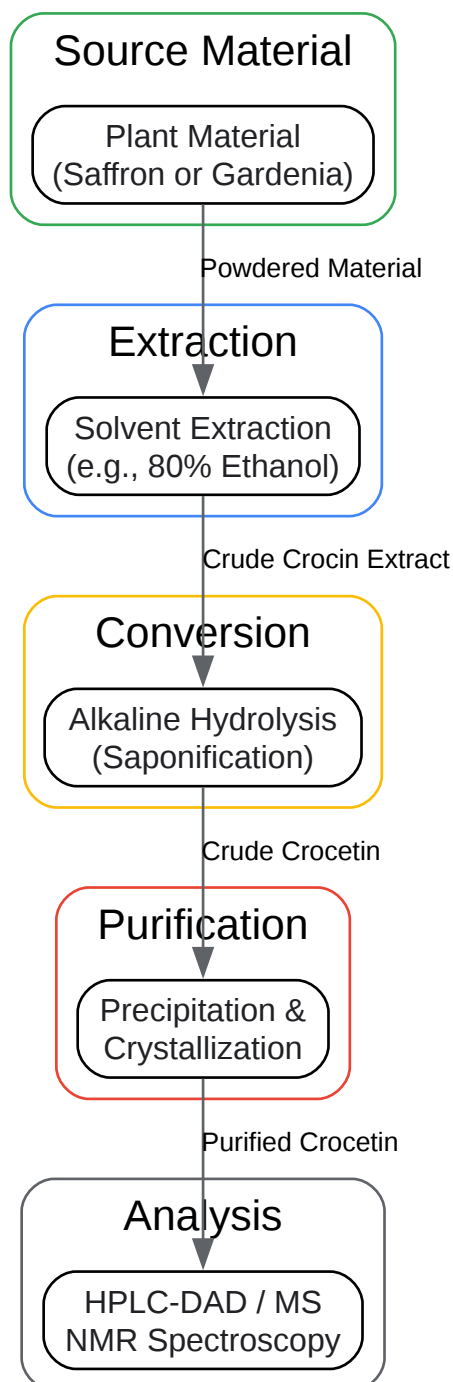 Source Material
Plant Material
(Saffron or Gardenia)
Powdered Material
Extraction
Solvent Extraction
(e.g., 80% Ethanol)
Crude Crocin Extract
Conversion
Alkaline Hydrolysis
(Saponification)
Crude Crocetin
Purification
Precipitation &
Crystallization
Purified Crocetin
Analysis
HPLC-DAD / MS
NMR Spectroscopy